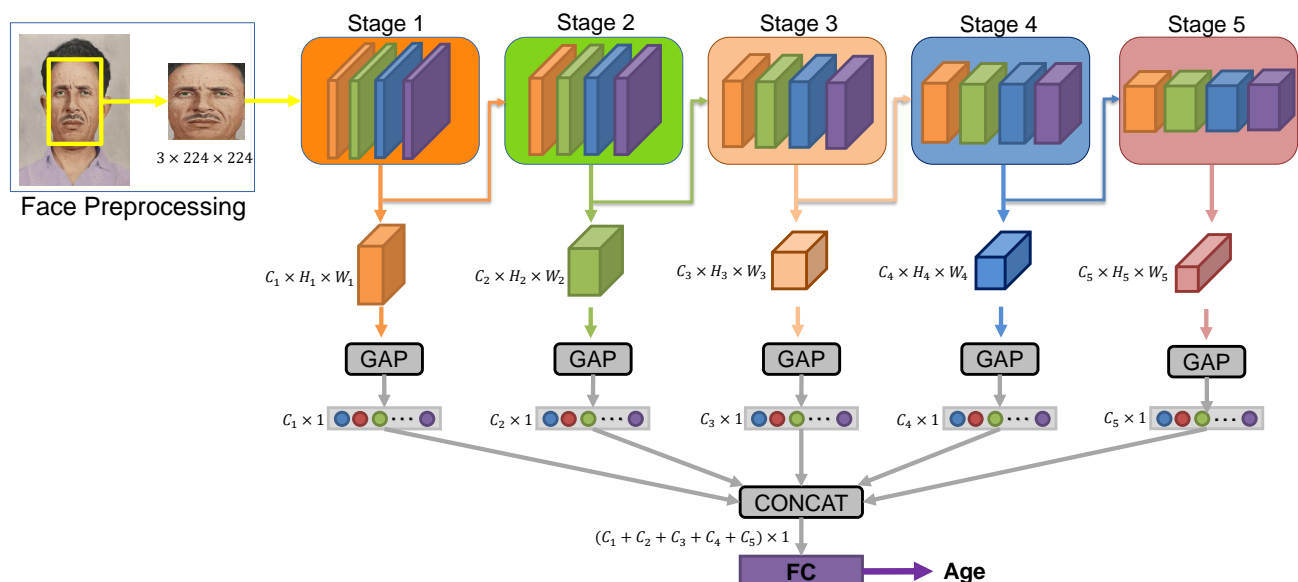 Stage 1
Stage 2
Stage 3
Stage 4
Stage 5
3 × 224 × 224
Face Preprocessing
C₁ × H₁ × W₁
C₂ × H₂ × W₂
C₃ × H₃ × W₃
C₄ × H₄ × W₄
C₅ × H₅ × W₅
GAP
GAP
GAP
GAP
GAP
C₁ × 1
C₂ × 1
C₃ × 1
C₄ × 1
C₅ × 1
CONCAT
(C₁ + C₂ + C₃ + C₄ + C₅) × 1
FC
Age